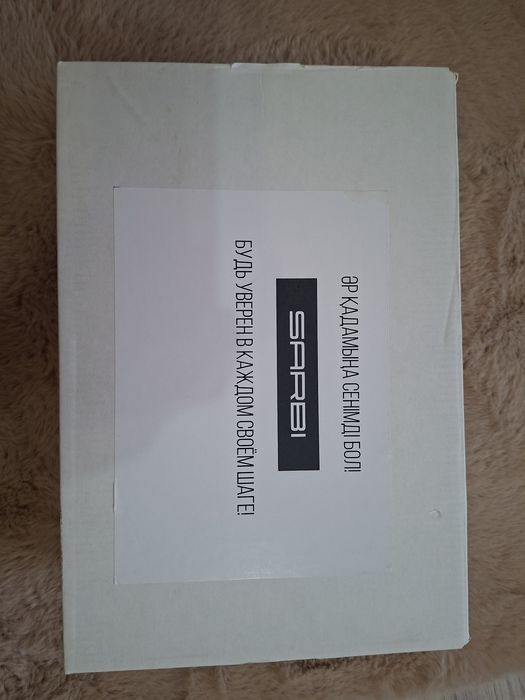 ӘР ҚАДАМЫҢА СЕНІМДІ БОЛ!
SARBI
БУДЬ УВЕРЕН В КАЖДОМ СВОЁМ ШАГЕ!